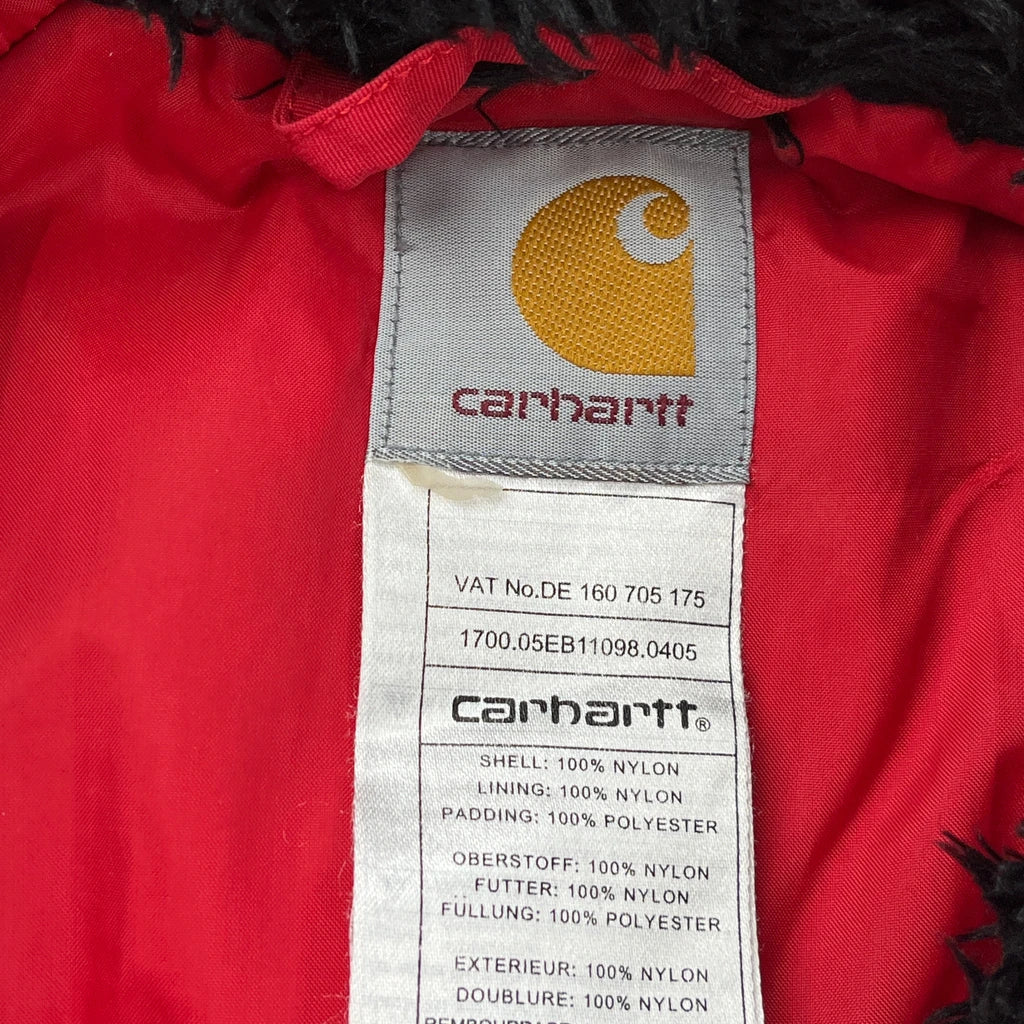 carhartt
VAT No.DE 160 705 175
1700.05EB11098.0405
carhartt®
SHELL: 100% NYLON
LINING: 100% NYLON
PADDING: 100% POLYESTER
OBERSTOFF: 100% NYLON
FUTTER: 100% NYLON
FÜLLUNG: 100% POLYESTER
EXTERIEUR: 100% NYLON
DOUBLURE: 100% NYLON